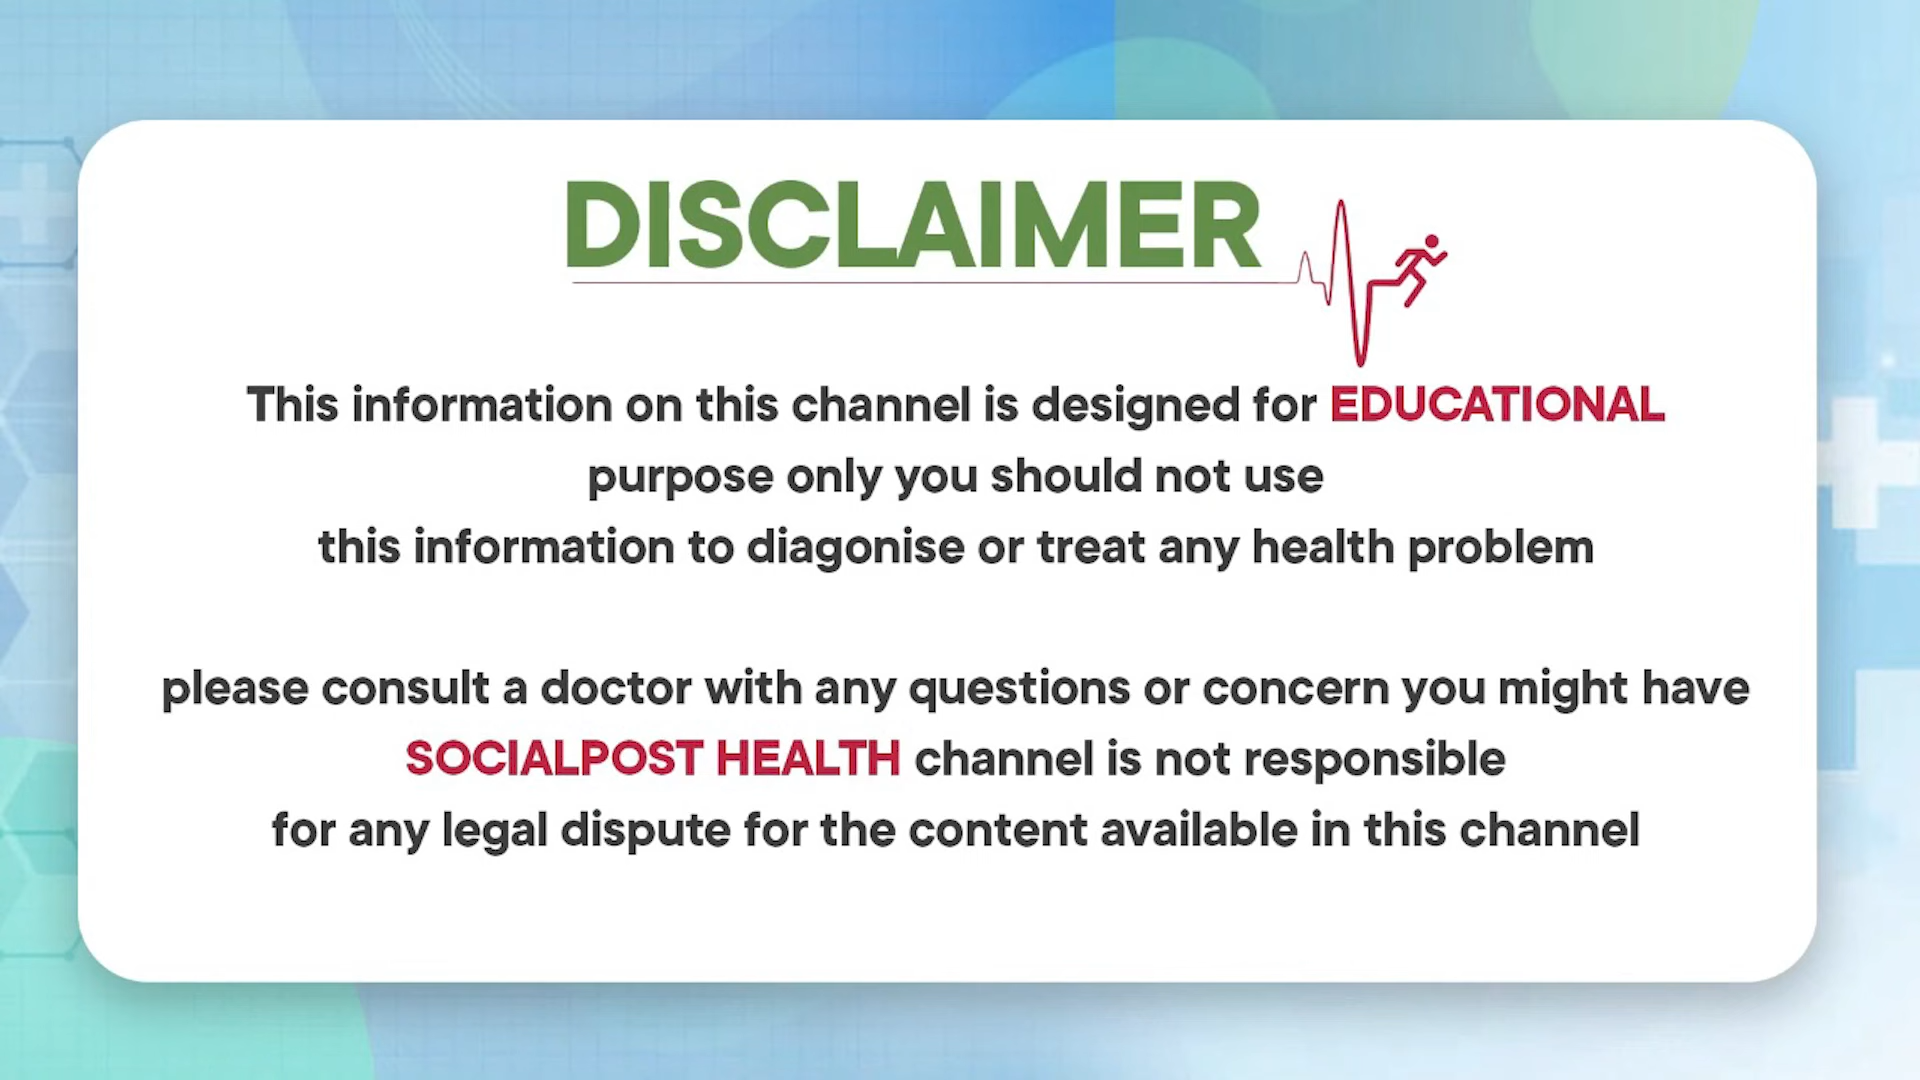 DISCLAIMER
This information on this channel is designed for EDUCATIONAL
purpose only you should not use
this information to diagonise or treat any health problem
please consult a doctor with any questions or concern you might have
SOCIALPOST HEALTH channel is not responsible
for any legal dispute for the content available in this channel